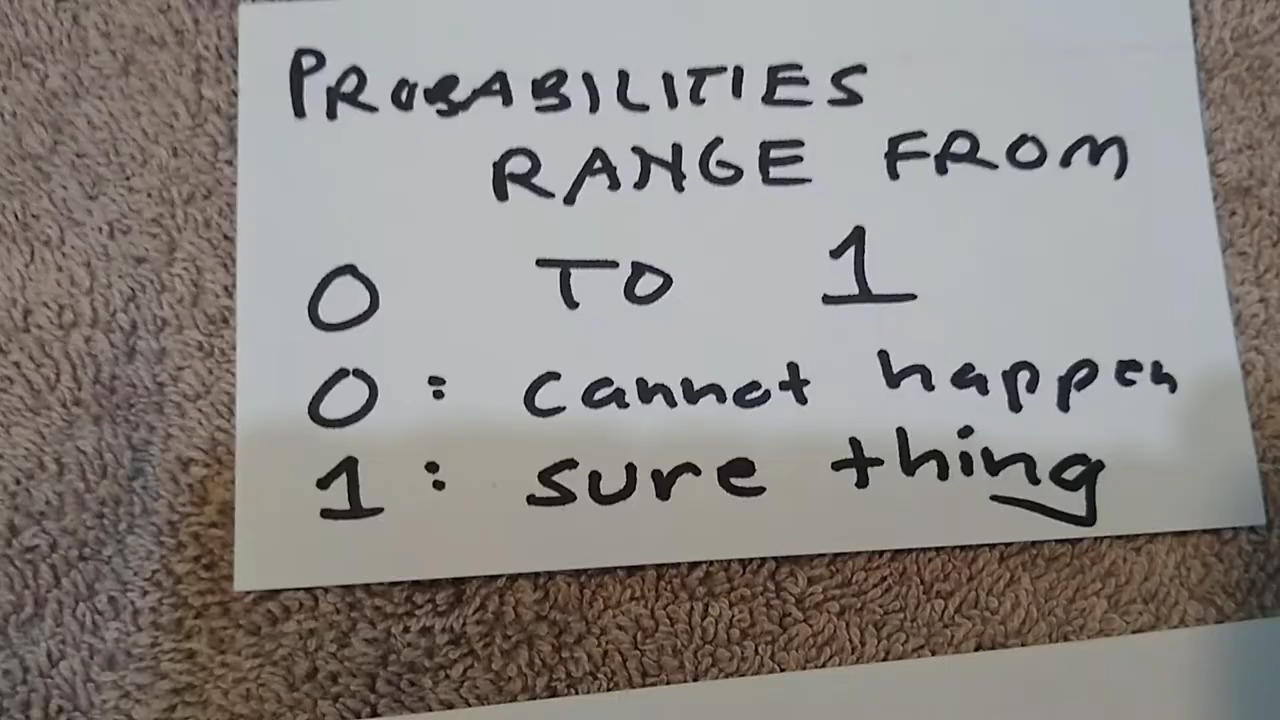 PROBABILITIES
RANGE FROM
0 TO 1
0 : cannot happen
1 : sure thing